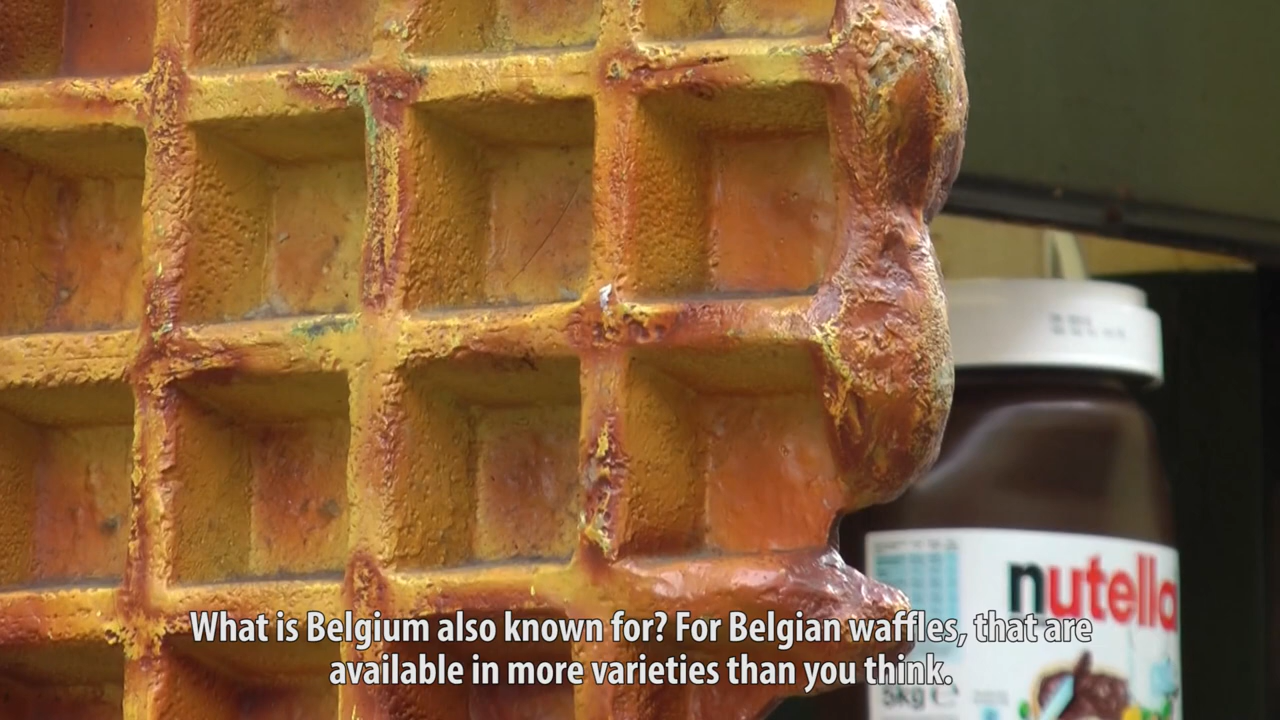 nutella
What is Belgium also known for? For Belgian waffles, that are
available in more varieties than you think.
5kg e